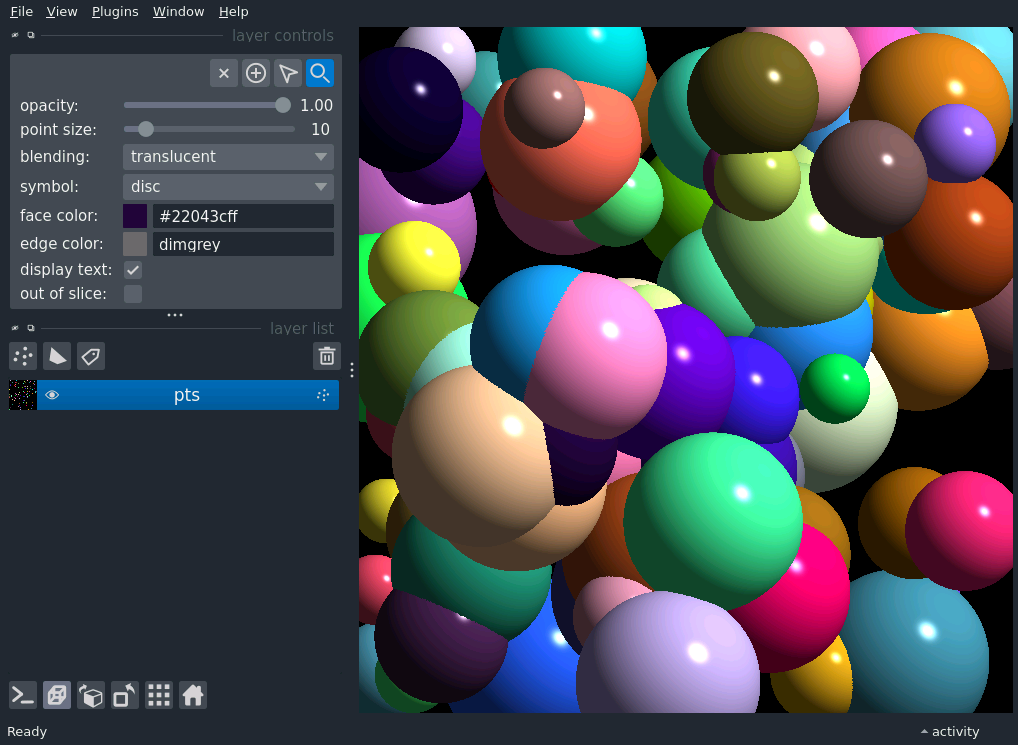 File View Plugins Window Help
layer controls
opacity: 1.00
point size: 10
blending: translucent
symbol: disc
face color: #22043cff
edge color: dimgrey
display text:
out of slice:
layer list
pts
Ready activity